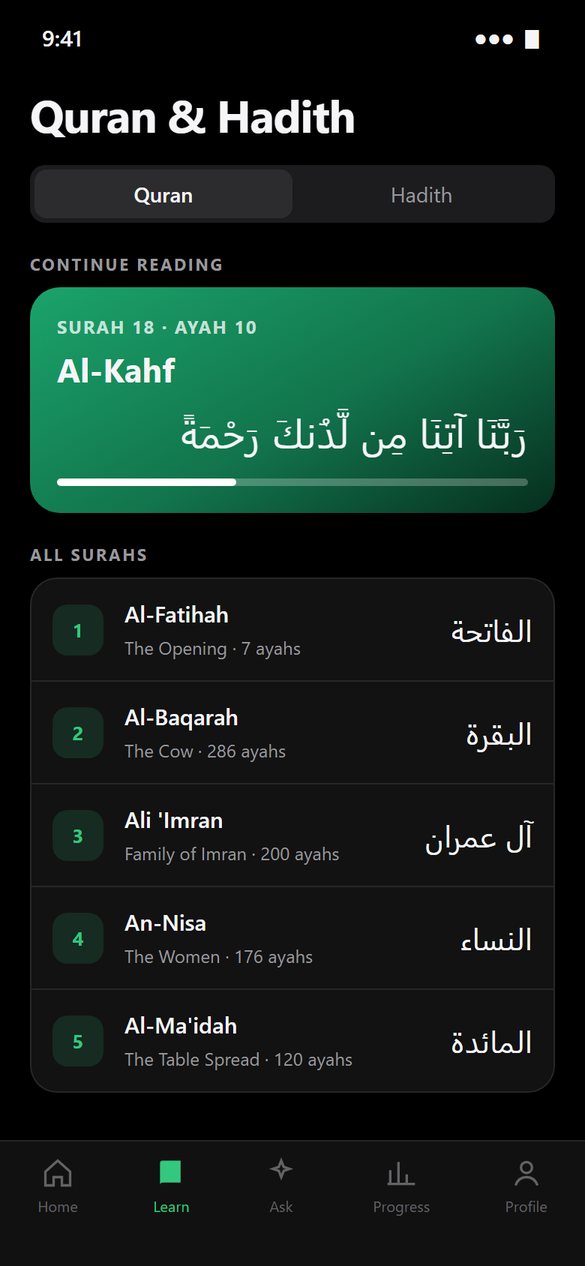 9:41
Quran & Hadith
Quran
Hadith
CONTINUE READING
SURAH 18 · AYAH 10
Al-Kahf
رَبَّنَا آتِنَا مِن لَّدُنكَ رَحْمَةً
ALL SURAHS
1
Al-Fatihah
The Opening · 7 ayahs
الفاتحة
2
Al-Baqarah
The Cow · 286 ayahs
البقرة
3
Ali 'Imran
Family of Imran · 200 ayahs
آل عمران
4
An-Nisa
The Women · 176 ayahs
النساء
5
Al-Ma'idah
The Table Spread · 120 ayahs
المائدة
Home
Learn
Ask
Progress
Profile